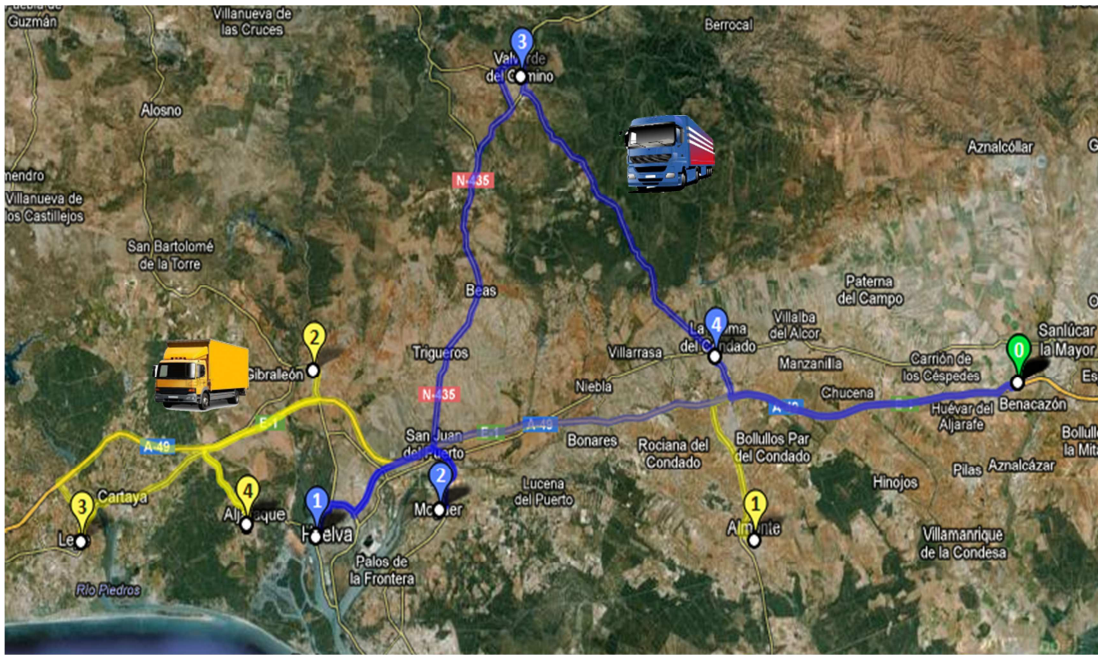 Guzmán
Villanueva de
las Cruces
Berrocal
3
Valverde
del Camino
Alosno
Aznalcóllar
mendro
Villanueva de
los Castillejos
N-435
San Bartolomé
de la Torre
Beas
Paterna
del Campo
2
Gibraleón
Trigueros
4
La Palma
del Condado
Villarrasa
Villalba
del Alcor
Manzanilla
0
Sanlúcar
la Mayor
Carrión de
los Céspedes
Es
Benacazón
N-435
Niebla
Chucena
A-49
Huévar del
Aljarafe
E-1
A-49
San Juan
del Puerto
E-1
A-49
Bonares
Rociana del
Condado
Bollullos Par
del Condado
Bollul
la Mita
Pilas
Aznalcázar
Hinojos
Lucena
del Puerto
3
Cartaya
4
Aljaraque
1
Huelva
2
Moguer
1
Almonte
Lepe
Villamanrique
de la Condesa
Palos de
la Frontera
Río Piedros